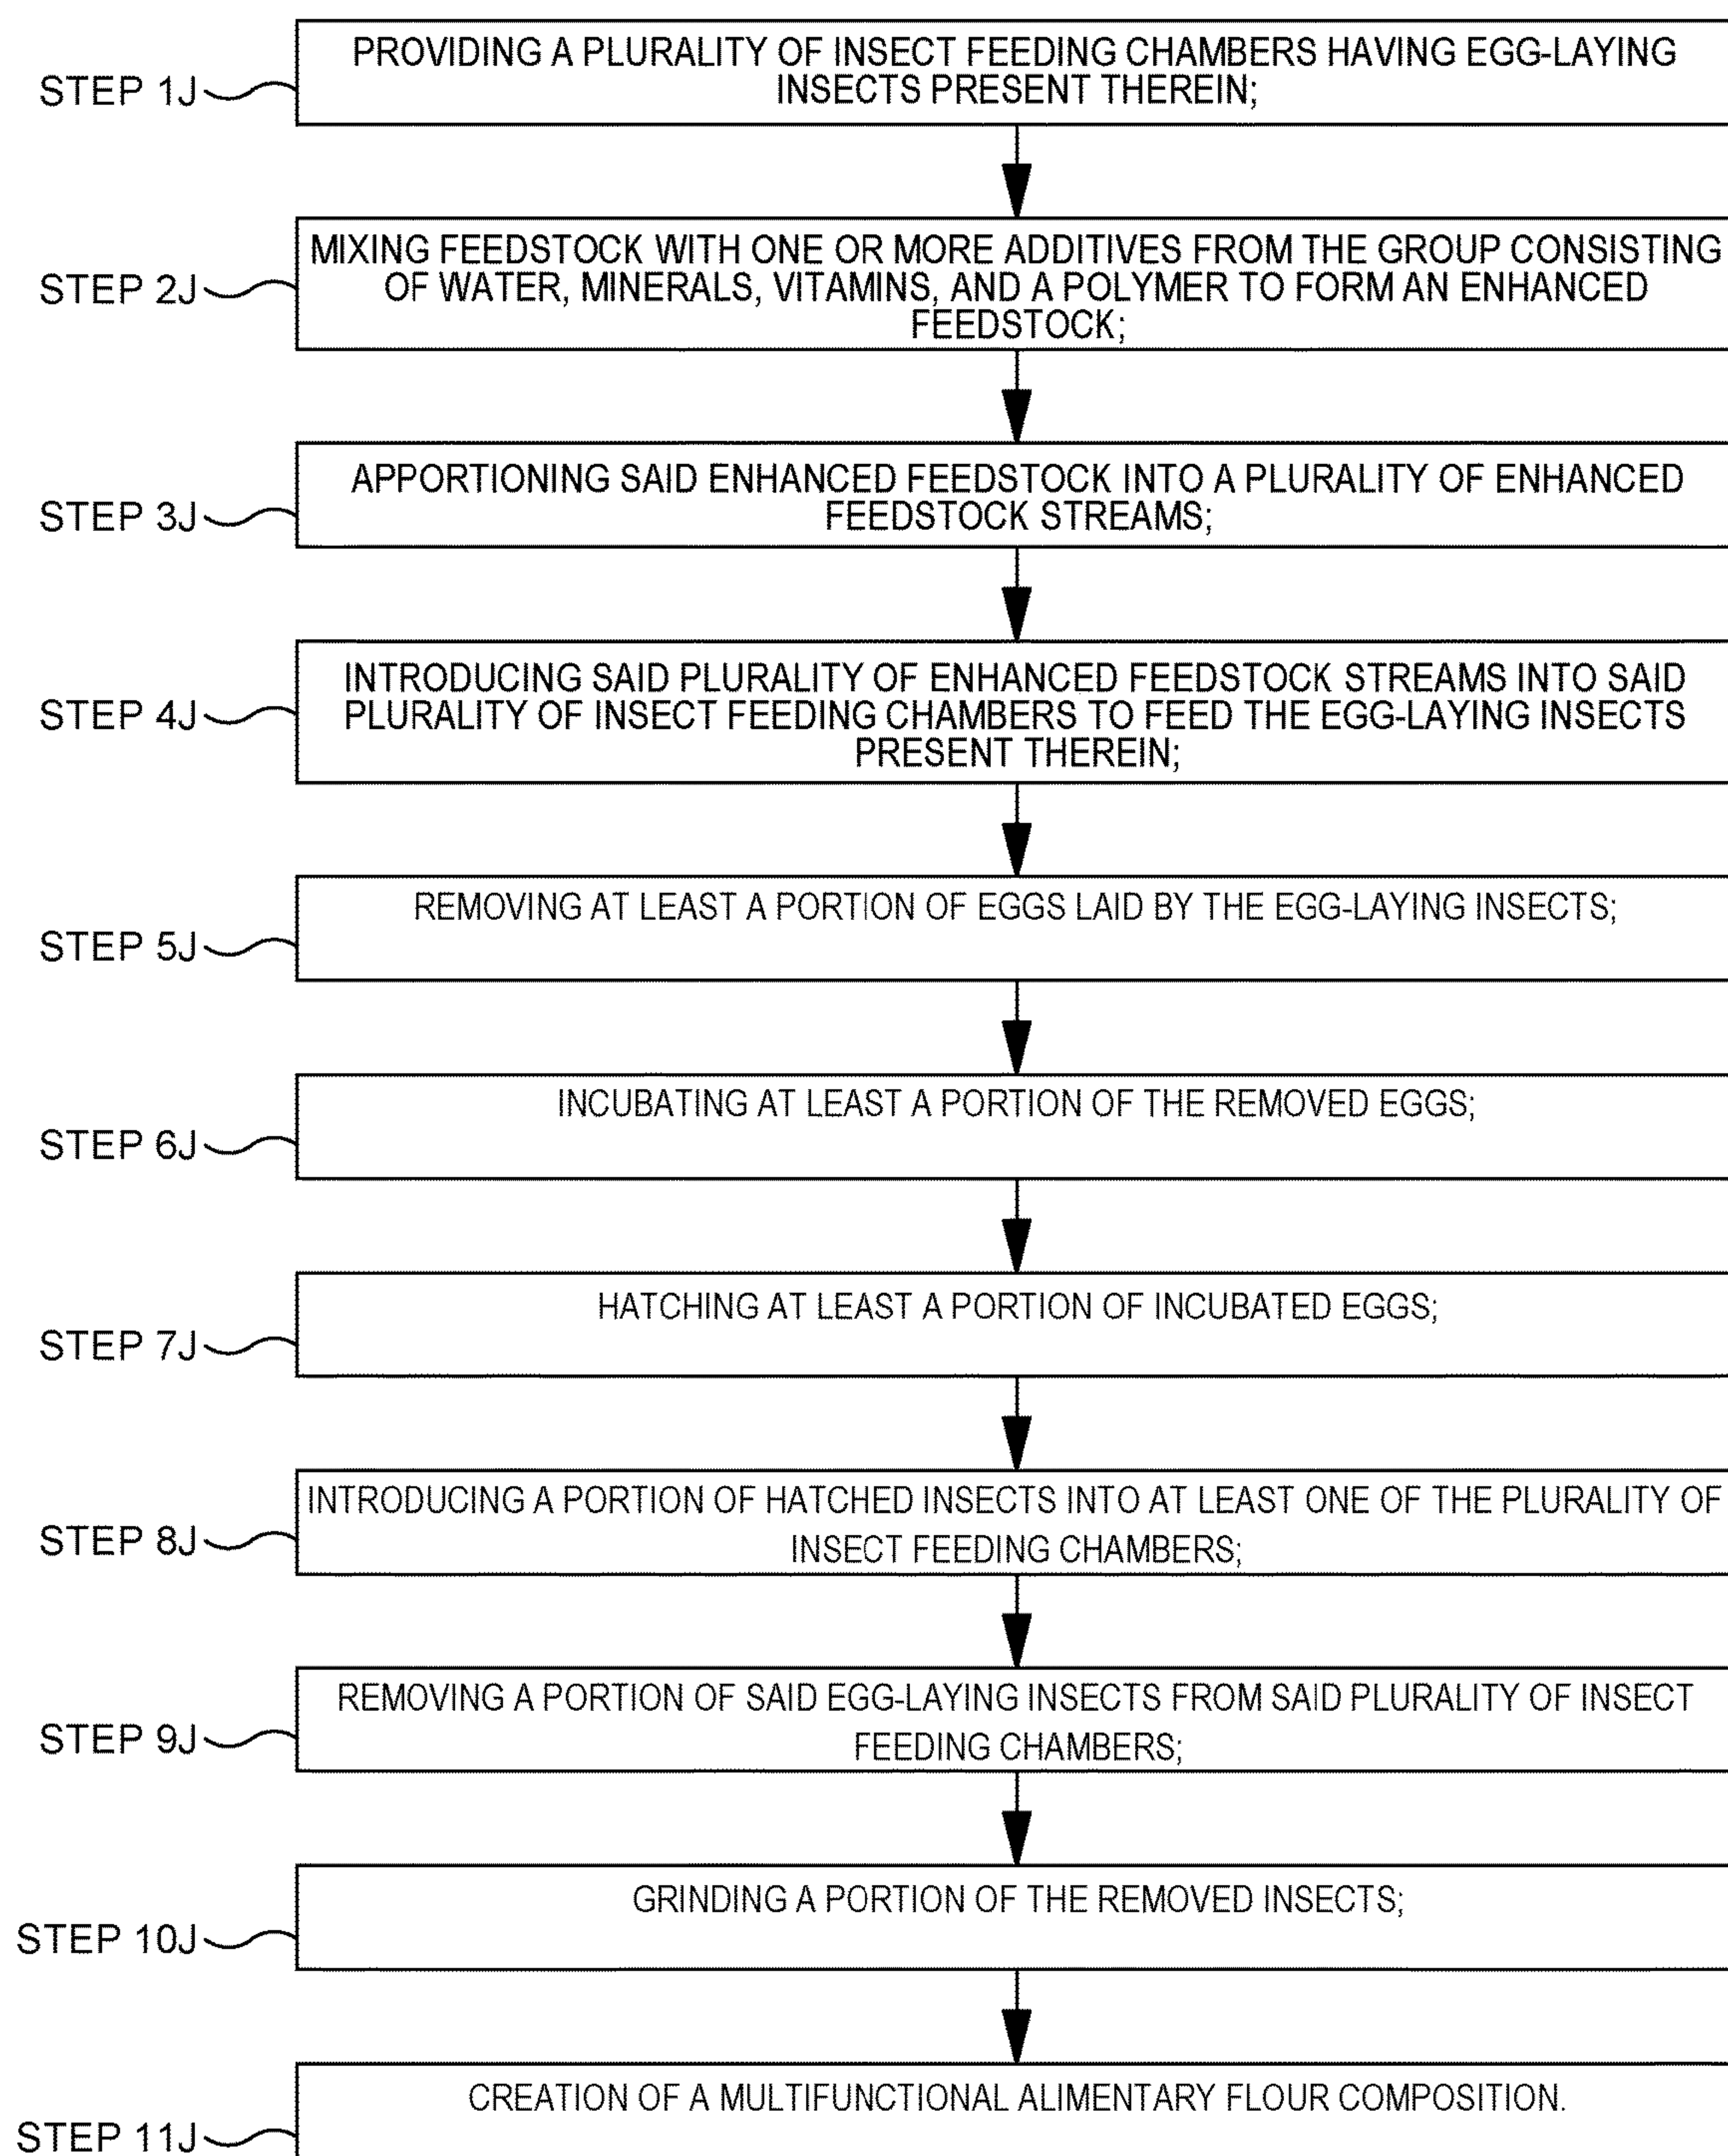 PROVIDING A PLURALITY OF INSECT FEEDING CHAMBERS HAVING EGG-LAYING
INSECTS PRESENT THEREIN;
STEP 1J
MIXING FEEDSTOCK WITH ONE OR MORE ADDITIVES FROM THE GROUP CONSISTING
OF WATER, MINERALS, VITAMINS, AND A POLYMER TO FORM AN ENHANCED
FEEDSTOCK;
STEP 2J
APPORTIONING SAID ENHANCED FEEDSTOCK INTO A PLURALITY OF ENHANCED
FEEDSTOCK STREAMS;
STEP 3J
INTRODUCING SAID PLURALITY OF ENHANCED FEEDSTOCK STREAMS INTO SAID
PLURALITY OF INSECT FEEDING CHAMBERS TO FEED THE EGG-LAYING INSECTS
PRESENT THEREIN;
STEP 4J
REMOVING AT LEAST A PORTION OF EGGS LAID BY THE EGG-LAYING INSECTS;
STEP 5J
INCUBATING AT LEAST A PORTION OF THE REMOVED EGGS;
STEP 6J
HATCHING AT LEAST A PORTION OF INCUBATED EGGS;
STEP 7J
INTRODUCING A PORTION OF HATCHED INSECTS INTO AT LEAST ONE OF THE PLURALITY OF
INSECT FEEDING CHAMBERS;
STEP 8J
REMOVING A PORTION OF SAID EGG-LAYING INSECTS FROM SAID PLURALITY OF INSECT
FEEDING CHAMBERS;
STEP 9J
GRINDING A PORTION OF THE REMOVED INSECTS;
STEP 10J
CREATION OF A MULTIFUNCTIONAL ALIMENTARY FLOUR COMPOSITION.
STEP 11J